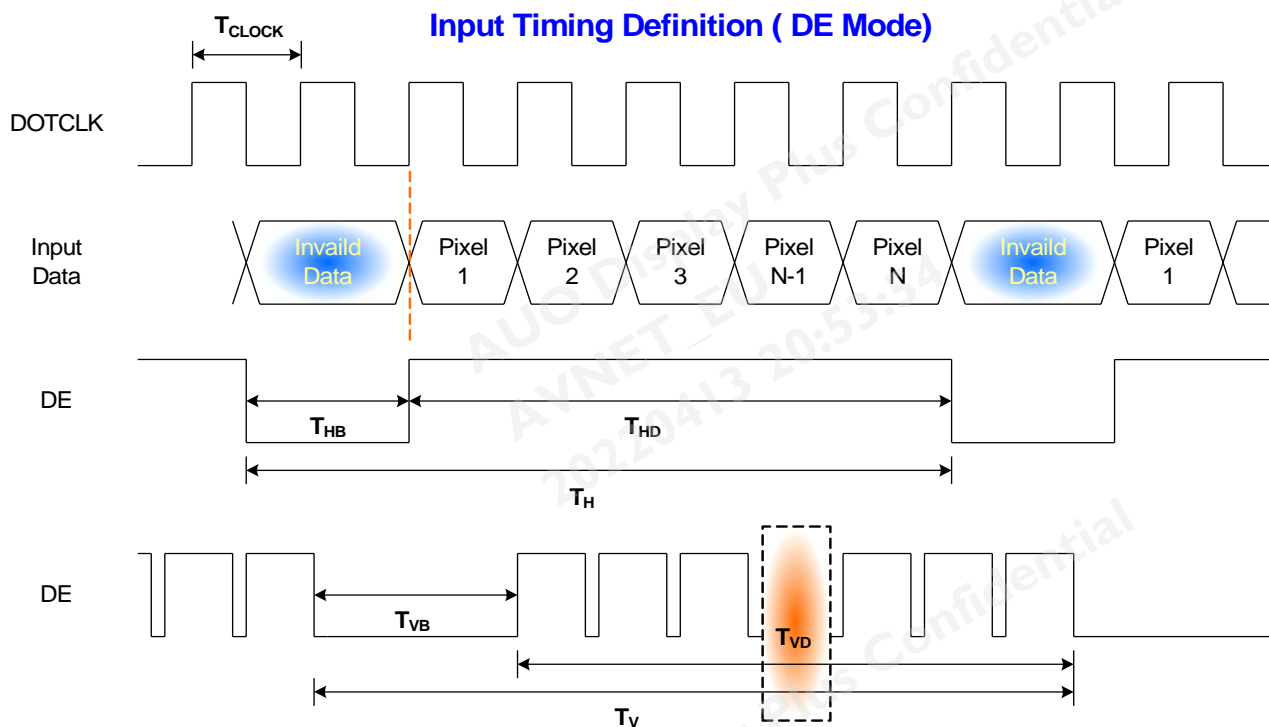 Input Timing Definition ( DE Mode)
TCLOCK
DOTCLK
Input
Data
Invaild
Data
Pixel
1
Pixel
2
Pixel
3
Pixel
N-1
Pixel
N
Invaild
Data
Pixel
1
DE
THB
THD
TH
DE
TVB
TVD
TV
AUO Display Plus Confidential
AVNET_EU
20220413 20:53:54
Plus Confidential